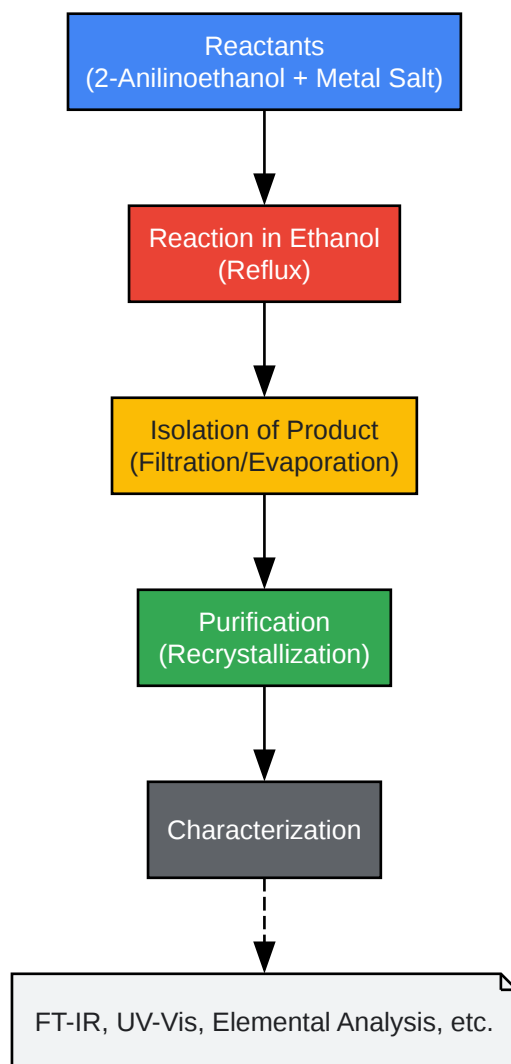 Reactants
(2-Anilinoethanol + Metal Salt)
Reaction in Ethanol
(Reflux)
Isolation of Product
(Filtration/Evaporation)
Purification
(Recrystallization)
Characterization
FT-IR, UV-Vis, Elemental Analysis, etc.